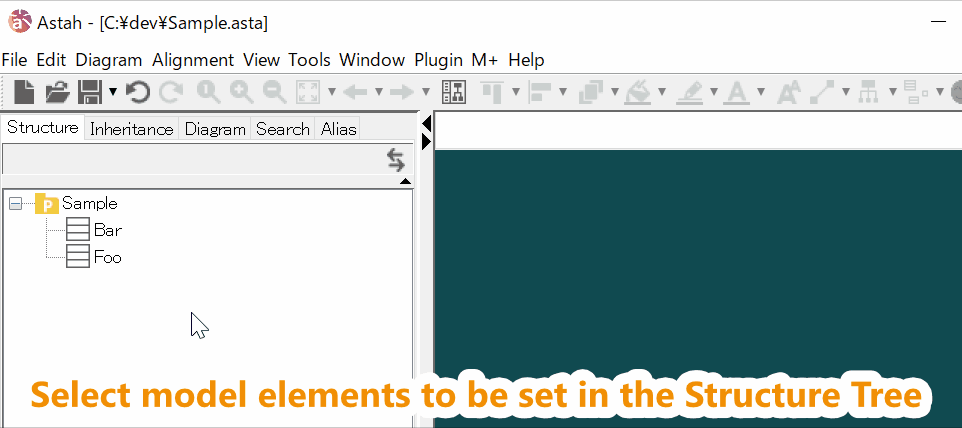 Astah - [C:¥dev¥Sample.asta]
File Edit Diagram Alignment View Tools Window Plugin M+ Help
Structure Inheritance Diagram Search Alias
Sample
Bar
Foo
Select model elements to be set in the Structure Tree